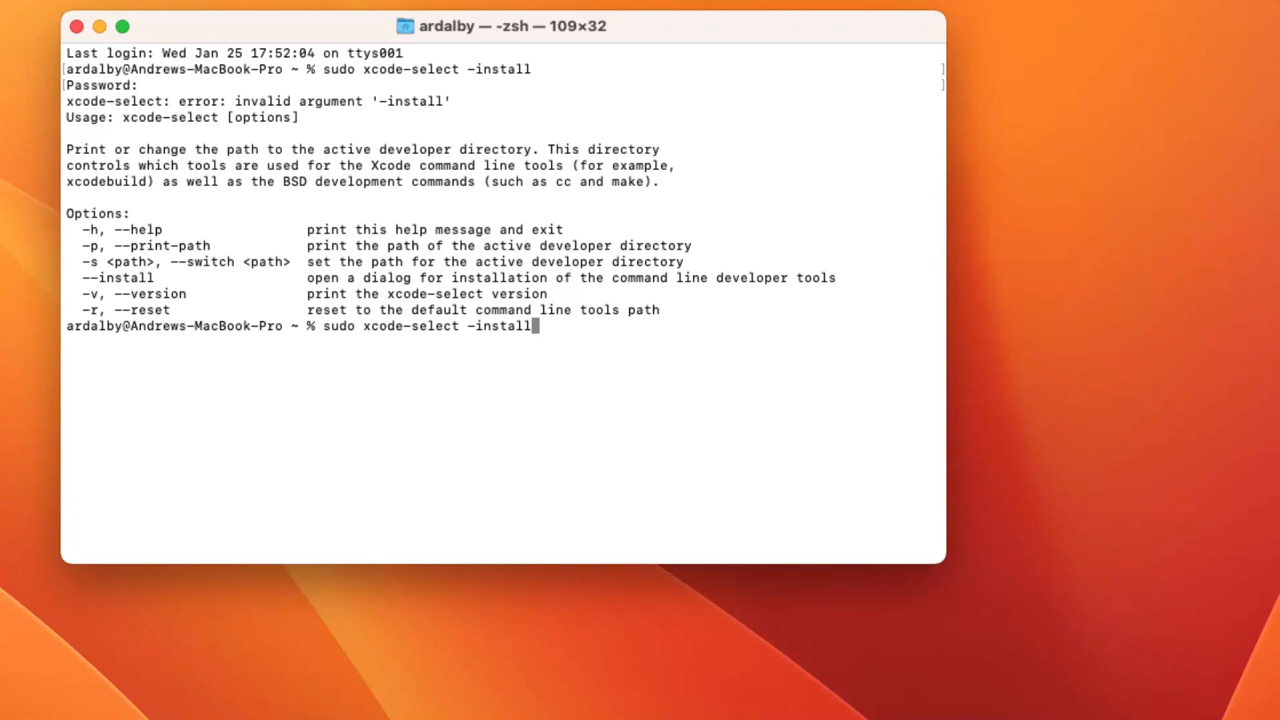 ardalby — -zsh — 109×32
Last login: Wed Jan 25 17:52:04 on ttys001
[ardalby@Andrews-MacBook-Pro ~ % sudo xcode-select -install ]
[Password: ]
xcode-select: error: invalid argument '-install'
Usage: xcode-select [options]
Print or change the path to the active developer directory. This directory
controls which tools are used for the Xcode command line tools (for example,
xcodebuild) as well as the BSD development commands (such as cc and make).
Options:
-h, --help print this help message and exit
-p, --print-path print the path of the active developer directory
-s <path>, --switch <path> set the path for the active developer directory
--install open a dialog for installation of the command line developer tools
-v, --version print the xcode-select version
-r, --reset reset to the default command line tools path
ardalby@Andrews-MacBook-Pro ~ % sudo xcode-select -install